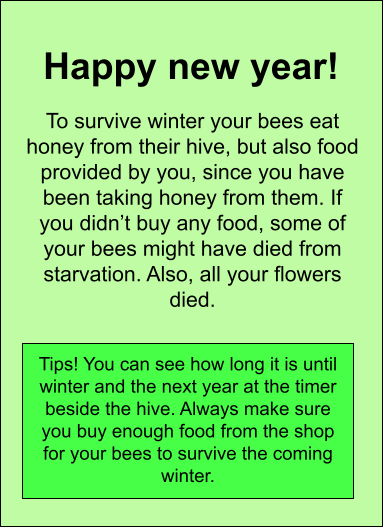 Happy new year!
To survive winter your bees eat
honey from their hive, but also food
provided by you, since you have
been taking honey from them. If
you didn’t buy any food, some of
your bees might have died from
starvation. Also, all your flowers
died.
Tips! You can see how long it is until
winter and the next year at the timer
beside the hive. Always make sure
you buy enough food from the shop
for your bees to survive the coming
winter.